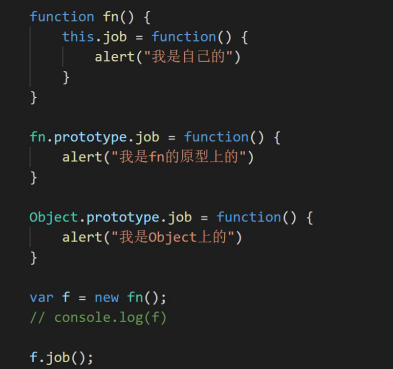 function fn() {
    this.job = function() {
        alert("我是自己的")
    }
}
fn.prototype.job = function() {
    alert("我是fn的原型上的")
}
Object.prototype.job = function() {
    alert("我是Object上的")
}
var f = new fn();
// console.log(f)
f.job();